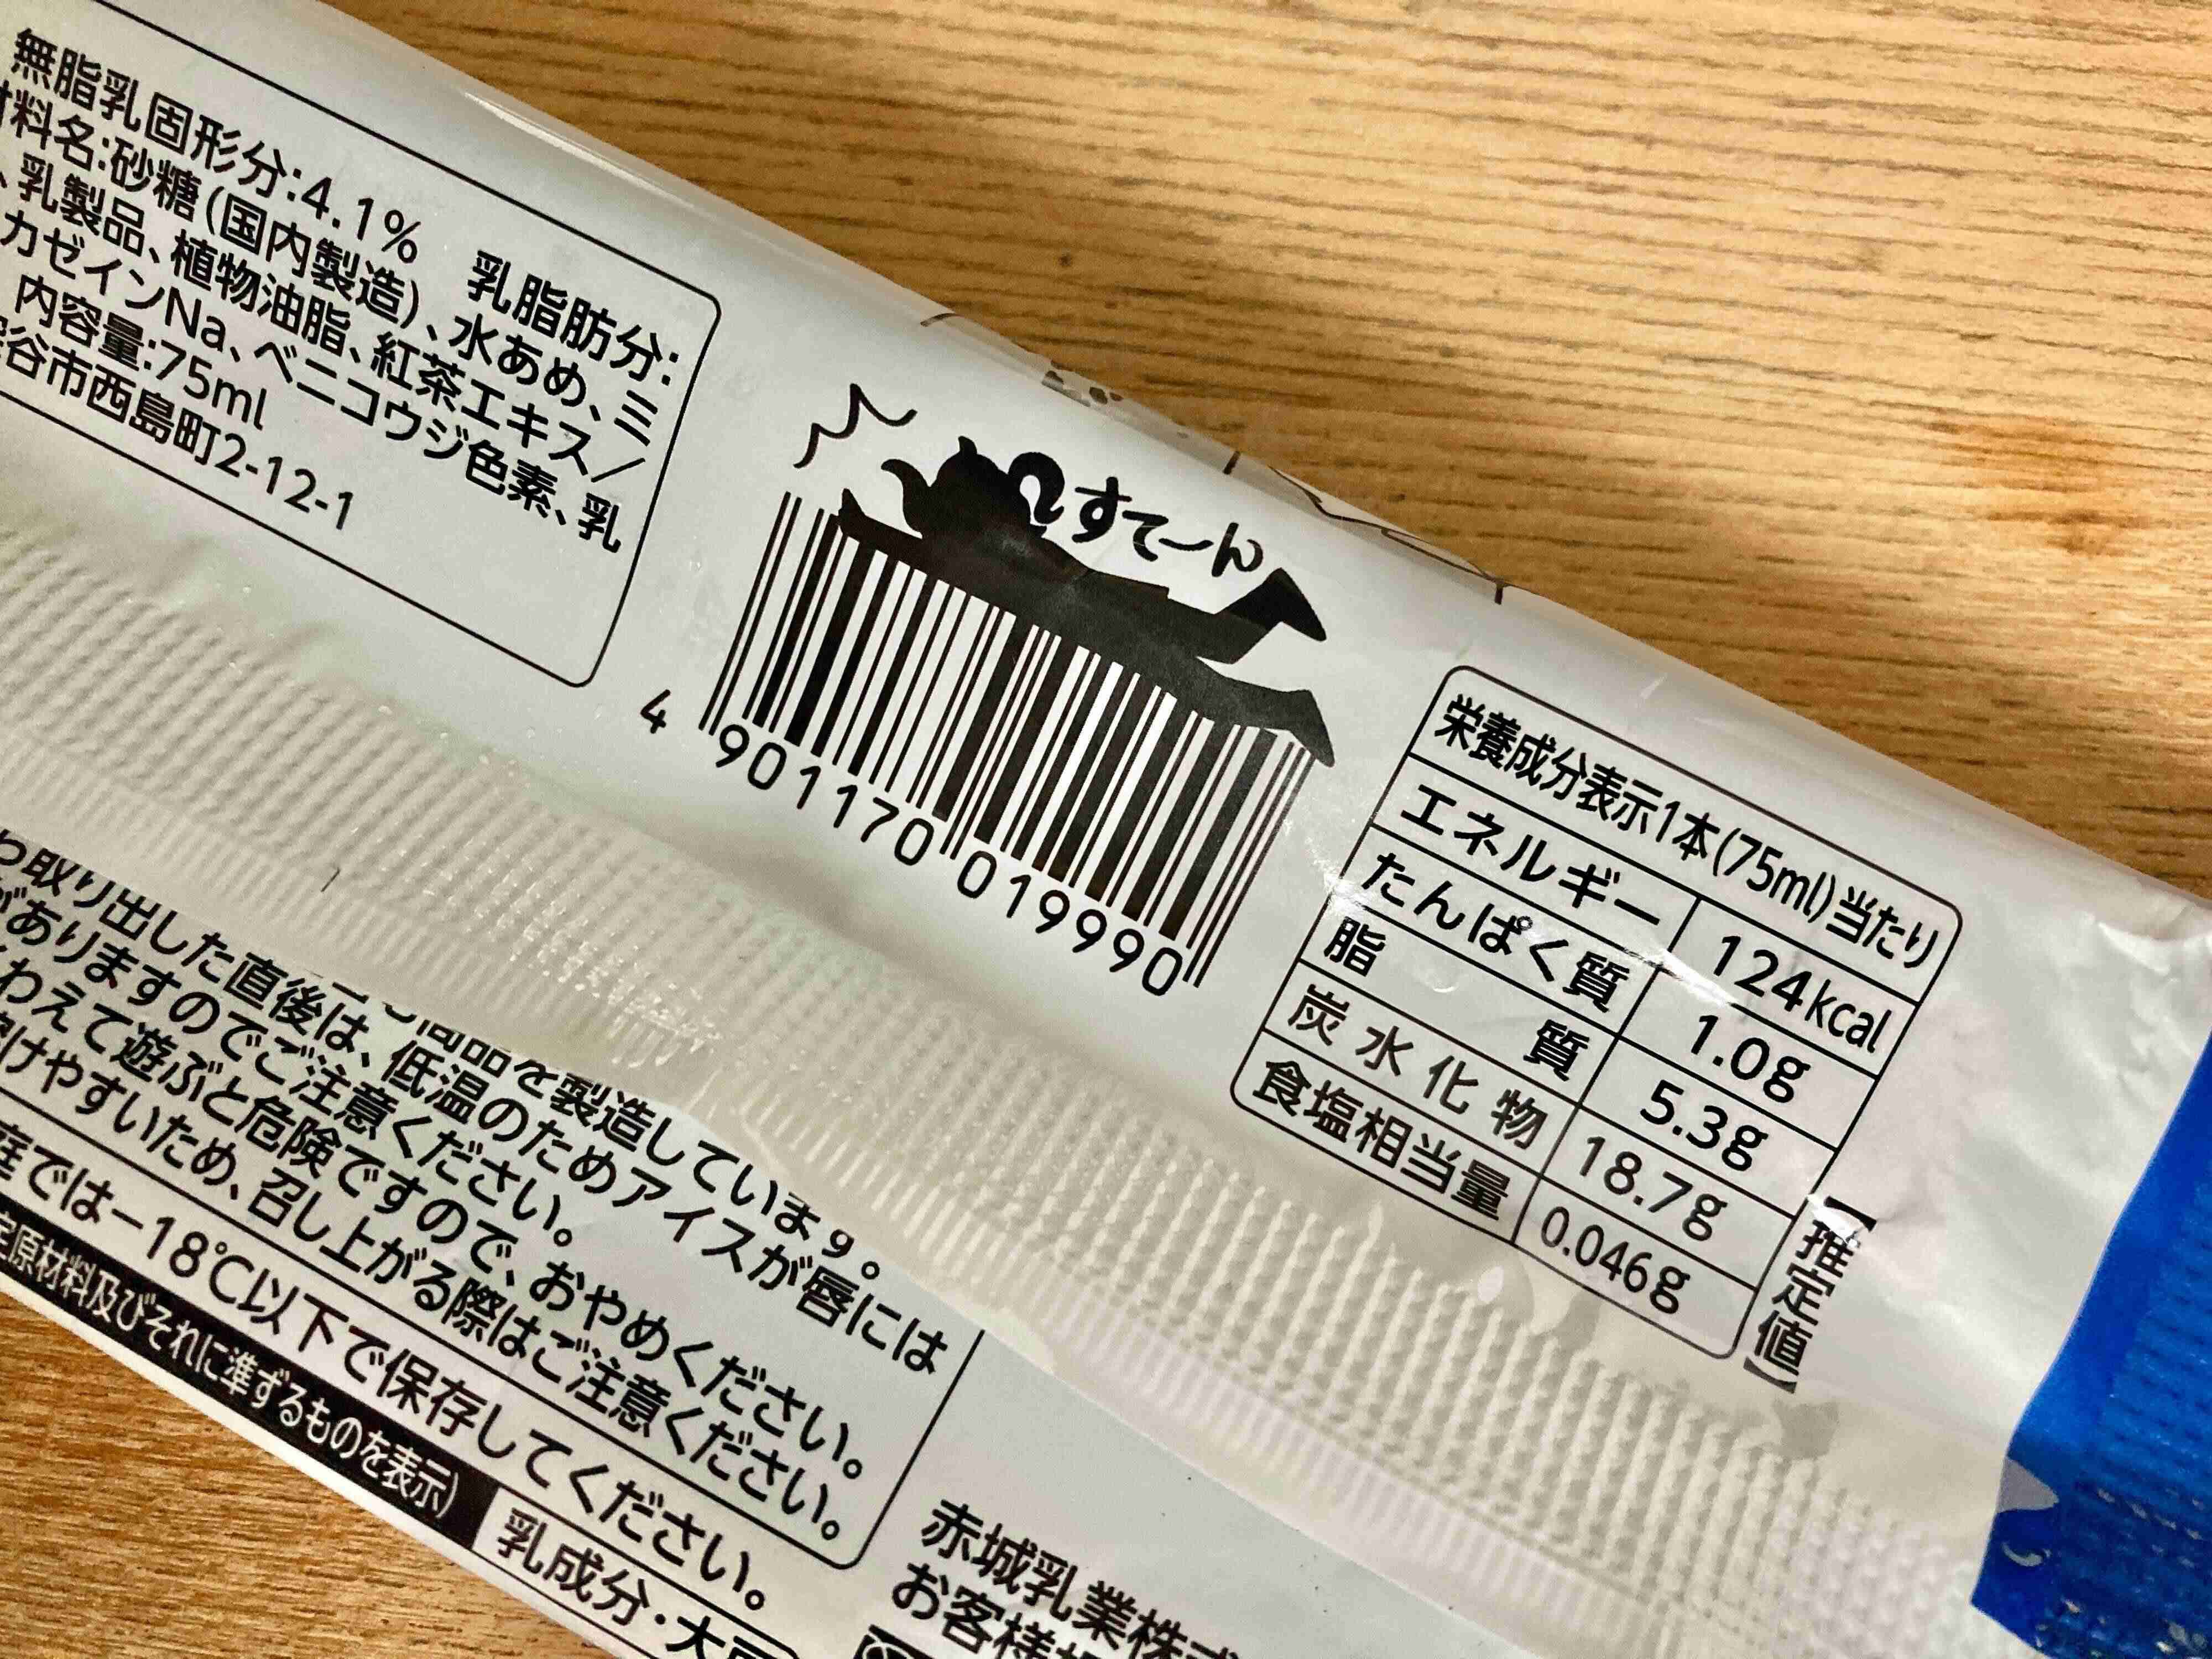 無脂乳固形分:4.1%　乳脂肪分:
材料名:砂糖(国内製造)、水あめ、ミ
、乳製品、植物油脂、紅茶エキス/
カゼインNa、ベニコウジ色素、乳
内容量:75ml
谷市西島町2-12-1
すてーん
4 901170 019990
栄養成分表示1本(75ml)当たり
エネルギー 124kcal
たんぱく質 1.0g
脂質 5.3g
炭水化物 18.7g
食塩相当量 0.046g
【推定値】
商品を製造しています。
取り出した直後は、低温のためアイスが唇には
がありますのでご注意ください。
わえて遊ぶと危険ですので、おやめください。
けやすいため、召し上がる際はご注意ください。
庭では-18℃以下で保存してください。
定原材料及びそれに準ずるものを表示)
乳成分・大
赤城乳業株式
お客様